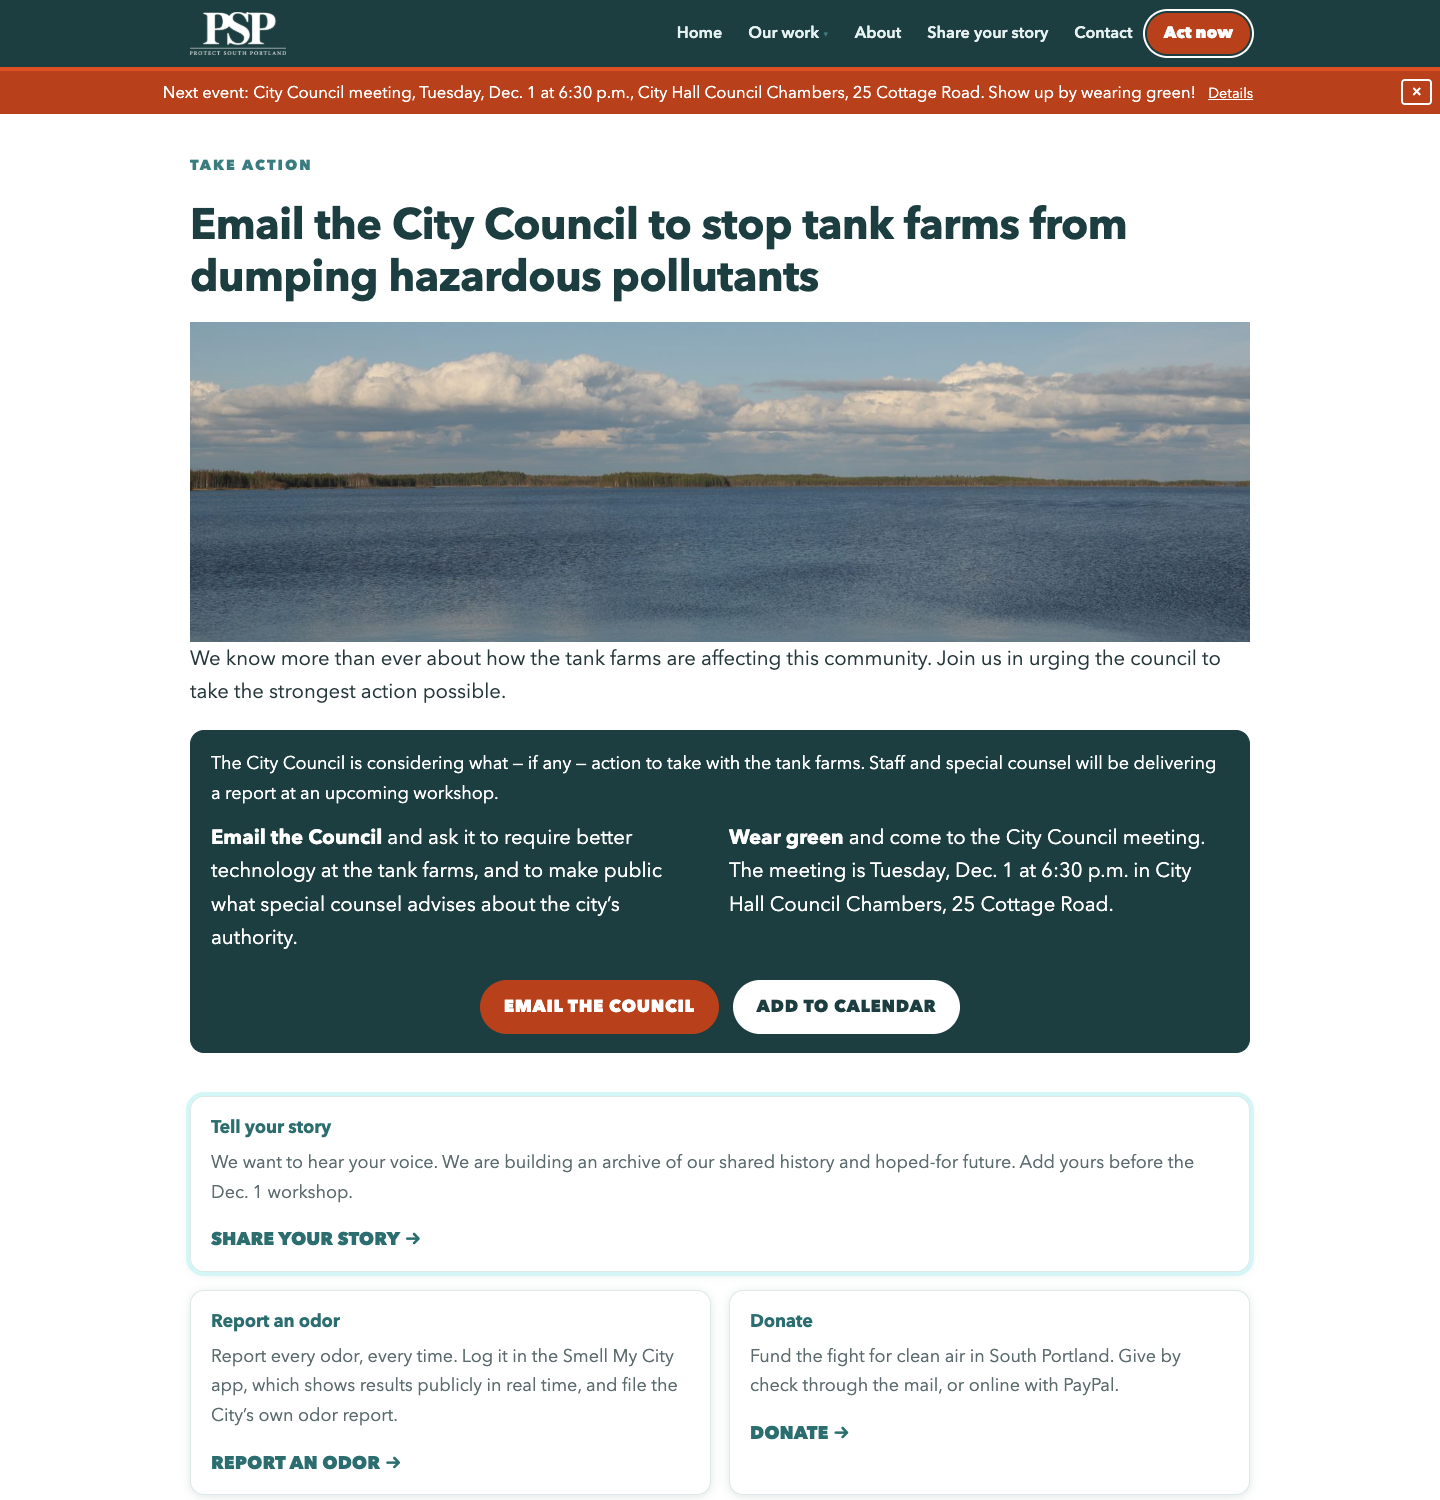 PSP
PROTECT SOUTH PORTLAND
Home
Our work
About
Share your story
Contact
Act now
Next event: City Council meeting, Tuesday, Dec. 1 at 6:30 p.m., City Hall Council Chambers, 25 Cottage Road. Show up by wearing green! Details
×
TAKE ACTION
Email the City Council to stop tank farms from
dumping hazardous pollutants
We know more than ever about how the tank farms are affecting this community. Join us in urging the council to
take the strongest action possible.
The City Council is considering what – if any – action to take with the tank farms. Staff and special counsel will be delivering
a report at an upcoming workshop.
Email the Council and ask it to require better
technology at the tank farms, and to make public
what special counsel advises about the city’s
authority.
Wear green and come to the City Council meeting.
The meeting is Tuesday, Dec. 1 at 6:30 p.m. in City
Hall Council Chambers, 25 Cottage Road.
EMAIL THE COUNCIL
ADD TO CALENDAR
Tell your story
We want to hear your voice. We are building an archive of our shared history and hoped-for future. Add yours before the
Dec. 1 workshop.
SHARE YOUR STORY →
Report an odor
Report every odor, every time. Log it in the Smell My City
app, which shows results publicly in real time, and file the
City’s own odor report.
REPORT AN ODOR →
Donate
Fund the fight for clean air in South Portland. Give by
check through the mail, or online with PayPal.
DONATE →